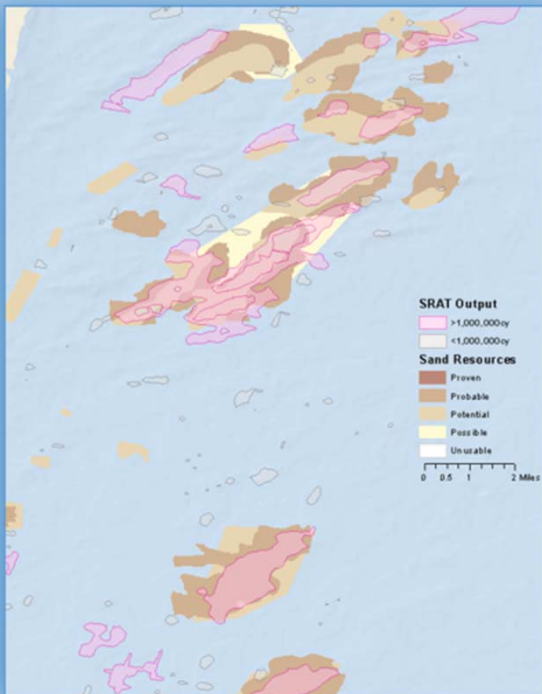 SRAT Output
>1,000,000cy
<1,000,000cy
Sand Resources
Proven
Probable
Potential
Possible
Unusable
0 0.5 1 2 Miles